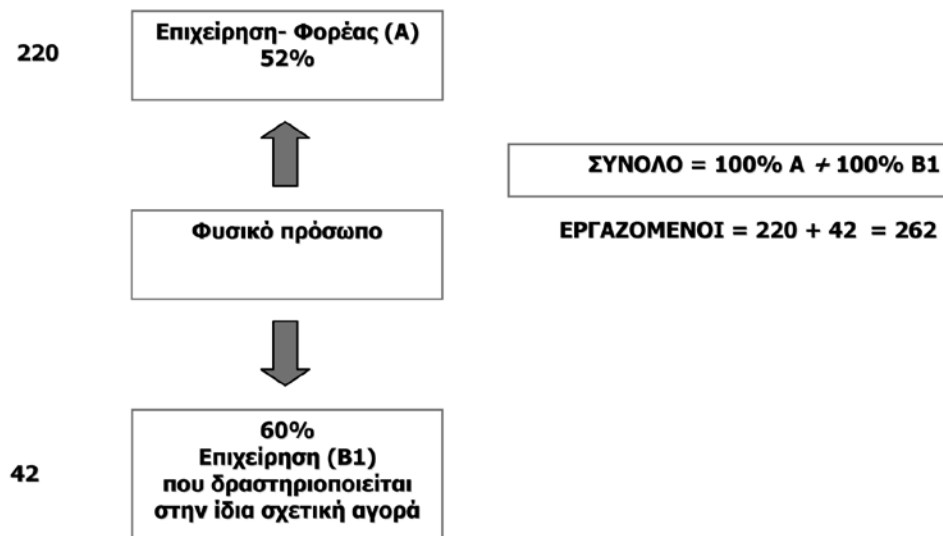 220
Επιχείρηση- Φορέας (Α)
52%
ΣΥΝΟΛΟ = 100% Α + 100% Β1
Φυσικό πρόσωπο
ΕΡΓΑΖΟΜΕΝΟΙ = 220 + 42 = 262
42
60%
Επιχείρηση (Β1)
που δραστηριοποιείται
στην ίδια σχετική αγορά